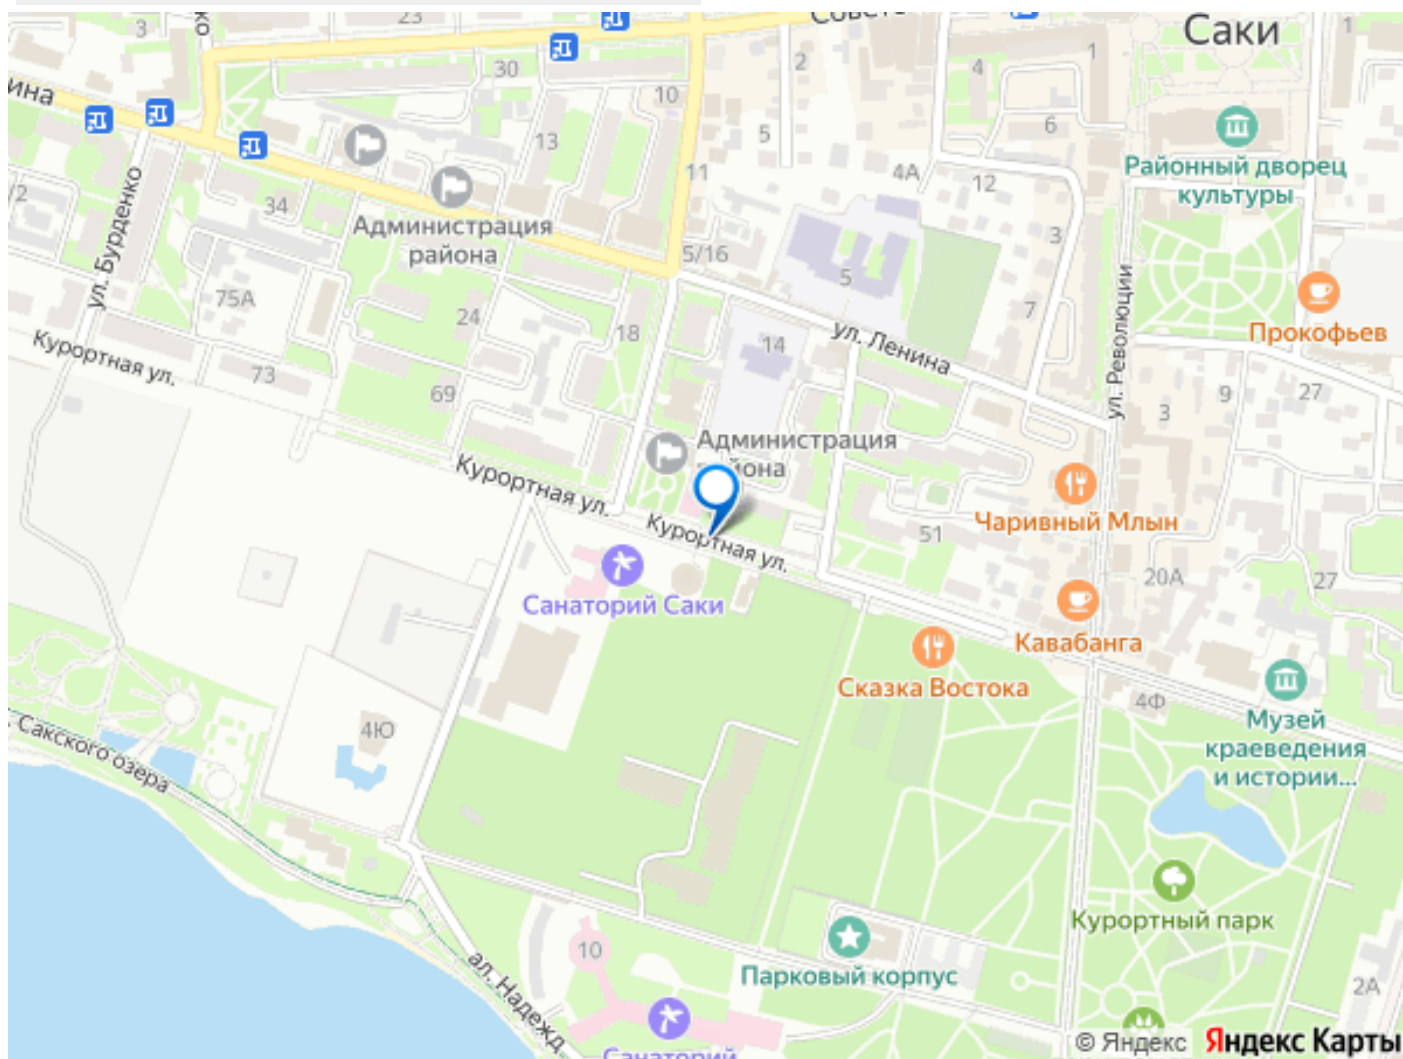 23
3
Советс
Саки
1
1
ко
30
2
4
ина
10
13
5
6
Районный дворец
культуры
11
4А
12
/2
34
Администрация
района
3
5/16
ул. Бурденко
75А
5
24
18
7
ул. Революции
Прокофьев
14
ул. Ленина
Курортная ул.
73
69
9
27
3
Администрация
Курортная ул.
Курортная ул.
51
Чаривный Млын
20А
27
Санаторий Саки
Кавабанга
Сказка Востока
4Ф
Музей
краеведения
и истории...
4Ю
. Сакского озера
Курортный парк
10
Парковый корпус
ал. Надежд
2А
Санаторий
© Яндекс Яндекс Карты